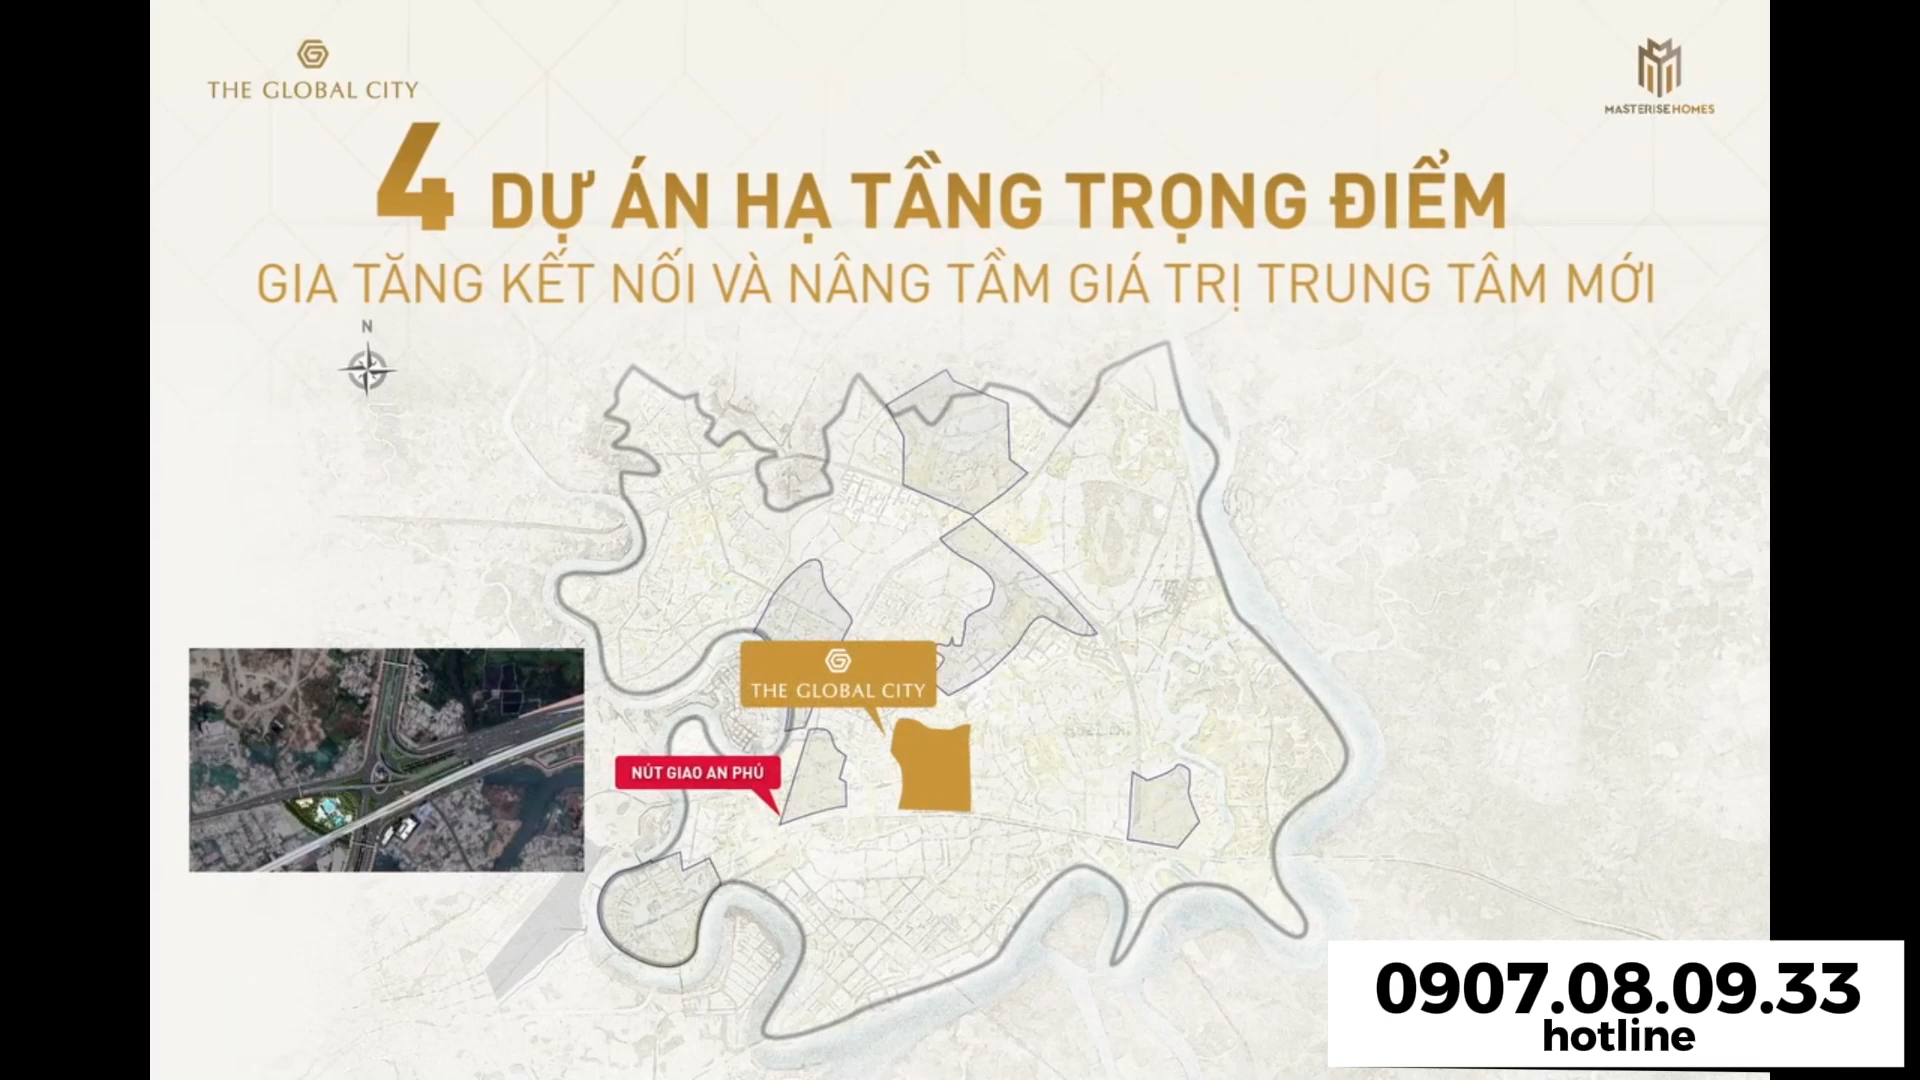 THE GLOBAL CITY
MASTERISE HOMES
4 DỰ ÁN HẠ TẦNG TRỌNG ĐIỂM
GIA TĂNG KẾT NỐI VÀ NÂNG TẦM GIÁ TRỊ TRUNG TÂM MỚI
N
THE GLOBAL CITY
NÚT GIAO AN PHÚ
0907.08.09.33
hotline